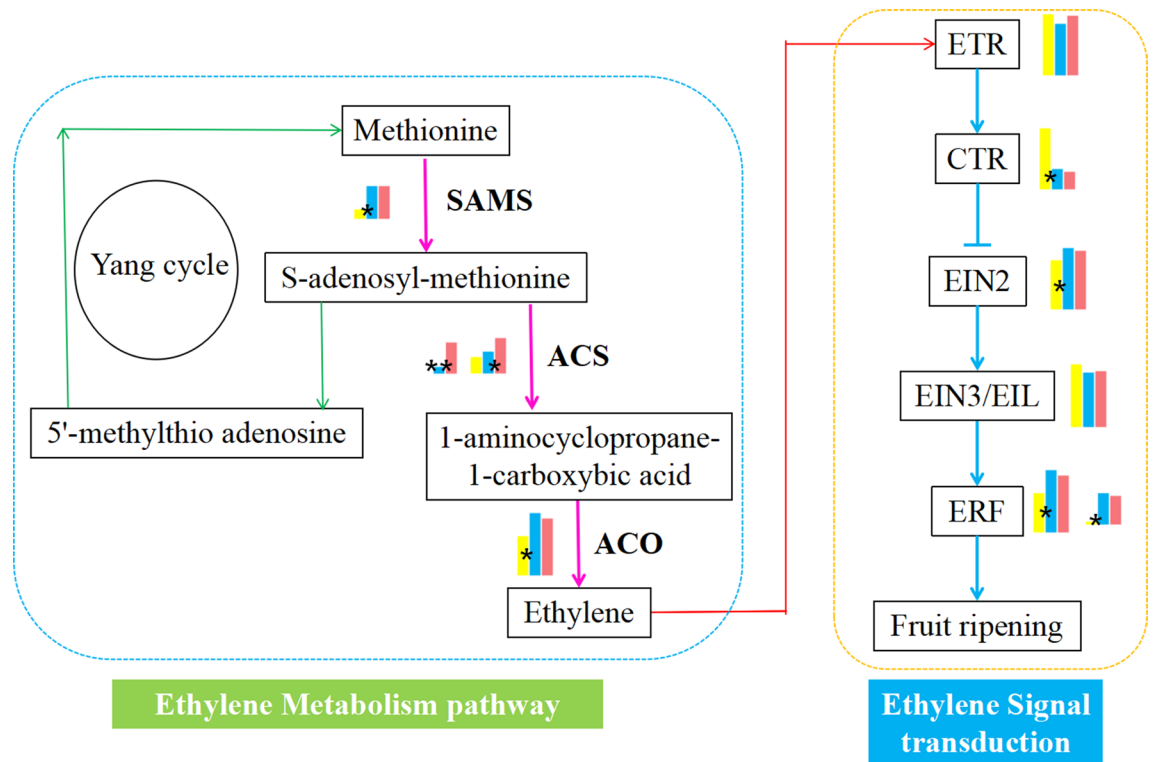 Methionine
SAMS
Yang cycle
S-adenosyl-methionine
**
*
*
ACS
5'-methylthio adenosine
1-aminocyclopropane-
1-carboxybic acid
*
ACO
Ethylene
Ethylene Metabolism pathway
ETR
CTR
*
EIN2
*
EIN3/EIL
ERF
*
*
Fruit ripening
Ethylene Signal
transduction